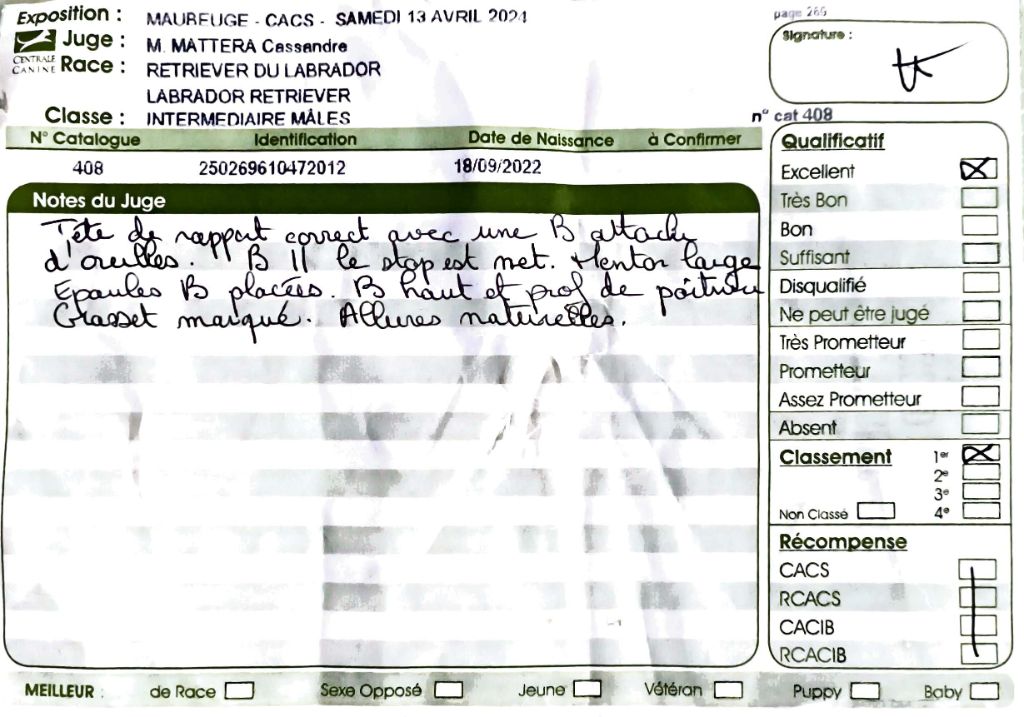 Exposition : MAUBEUGE - CACS - SAMEDI 13 AVRIL 2024
Juge : M. MATTERA Cassandre
CENTRALE CANINE
Race : RETRIEVER DU LABRADOR
LABRADOR RETRIEVER
Classe : INTERMEDIAIRE MÂLES
page 265
Signature :
n° cat 408
N° Catalogue Identification Date de Naissance à Confirmer
408 250269610472012 18/09/2022
Notes du Juge
Tête de rapport correct avec une B attache
d'oreilles. B // le stop est net. Menton large
Epaules B placées. B haut et prof de poitrine
Grasset marqué. Allures naturelles.
Qualificatif
Excellent
Très Bon
Bon
Suffisant
Disqualifié
Ne peut être jugé
Très Prometteur
Prometteur
Assez Prometteur
Absent
Classement 1er
2e
3e
Non Classé 4e
Récompense
CACS
RCACS
CACIB
RCACIB
MEILLEUR : de Race Sexe Opposé Jeune Vétéran Puppy Baby